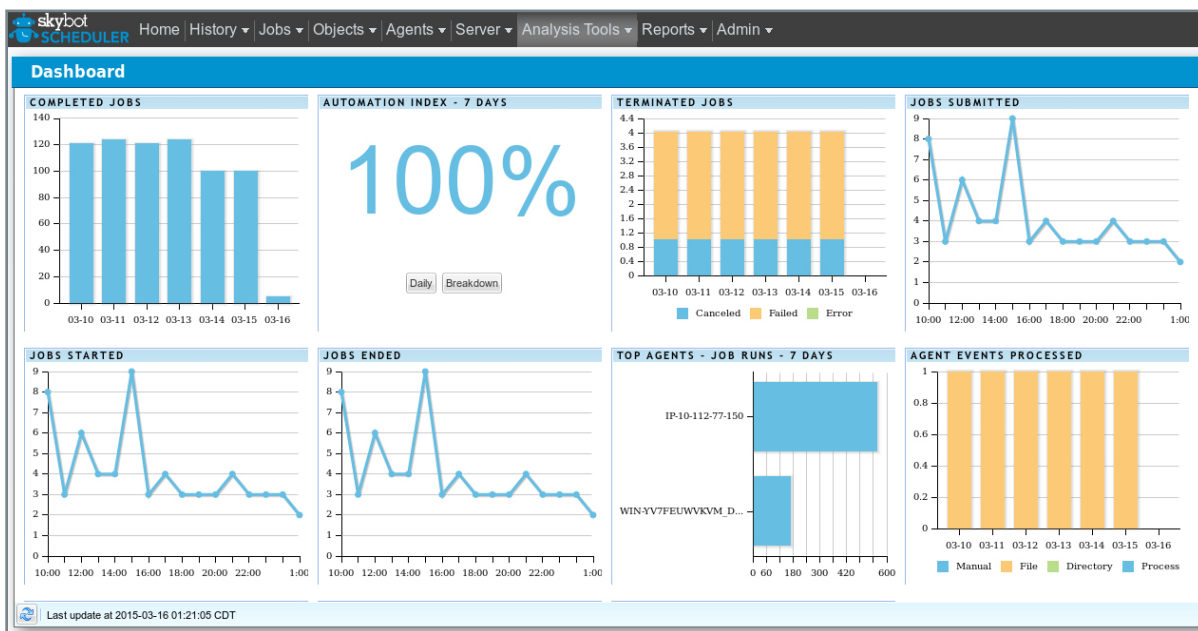 skybot
SCHEDULER
Home History Jobs Objects Agents Server Analysis Tools Reports Admin
Dashboard
COMPLETED JOBS
140
120
100
80
60
40
20
0
03-10 03-11 03-12 03-13 03-14 03-15 03-16
AUTOMATION INDEX - 7 DAYS
100%
Daily Breakdown
TERMINATED JOBS
4.4
4
3.6
3.2
2.8
2.4
2
1.6
1.2
0.8
0.4
0
03-10 03-11 03-12 03-13 03-14 03-15 03-16
Canceled Failed Error
JOBS SUBMITTED
9
8
7
6
5
4
3
2
1
0
10:00 12:00 14:00 16:00 18:00 20:00 22:00 1:00
JOBS STARTED
9
8
7
6
5
4
3
2
1
0
10:00 12:00 14:00 16:00 18:00 20:00 22:00 1:00
JOBS ENDED
9
8
7
6
5
4
3
2
1
0
10:00 12:00 14:00 16:00 18:00 20:00 22:00 1:00
TOP AGENTS - JOB RUNS - 7 DAYS
IP-10-112-77-150
WIN-YV7FEUWVKVM_D...
0 60 180 300 420 600
AGENT EVENTS PROCESSED
1
0.8
0.6
0.4
0.2
0
03-10 03-11 03-12 03-13 03-14 03-15 03-16
Manual File Directory Process
Last update at 2015-03-16 01:21:05 CDT